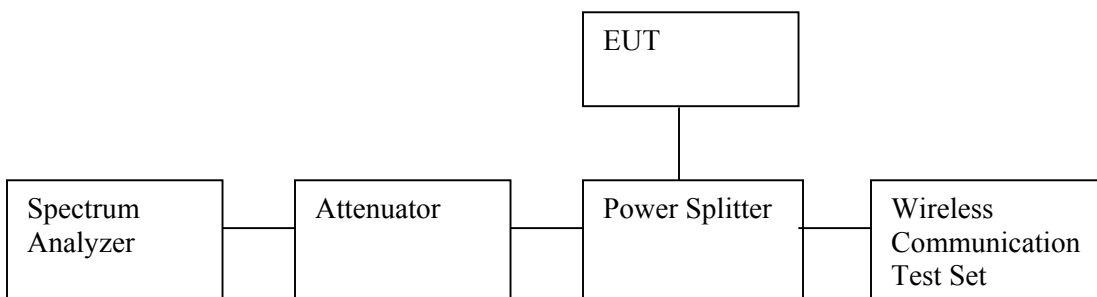 EUT
Spectrum
Analyzer
Attenuator
Power Splitter
Wireless
Communication
Test Set